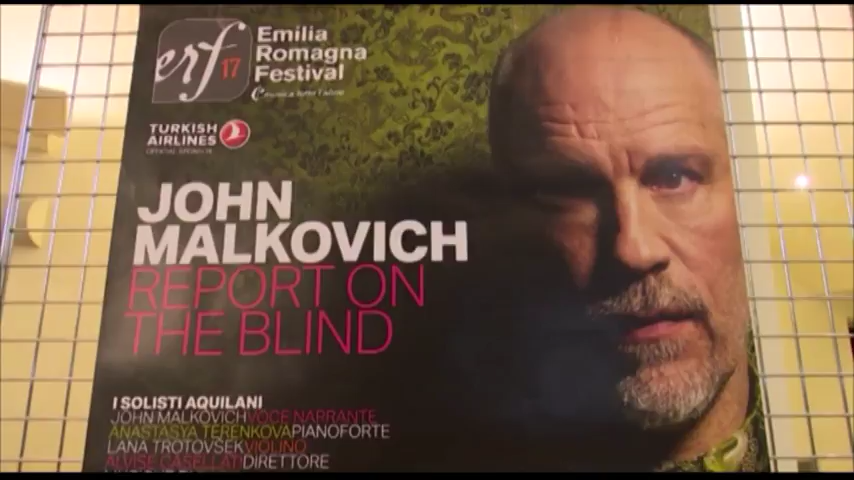 erf 17
Emilia
Romagna
Festival
TURKISH
AIRLINES
JOHN
MALKOVICH
REPORT ON
THE BLIND
I SOLISTI AQUILANI
JOHN MALKOVICH VOCE NARRANTE
ANASTASYA TERENKOVA PIANOFORTE
LANA TROTOVSEK VIOLINO
ALVISE CASELLATI DIRETTORE